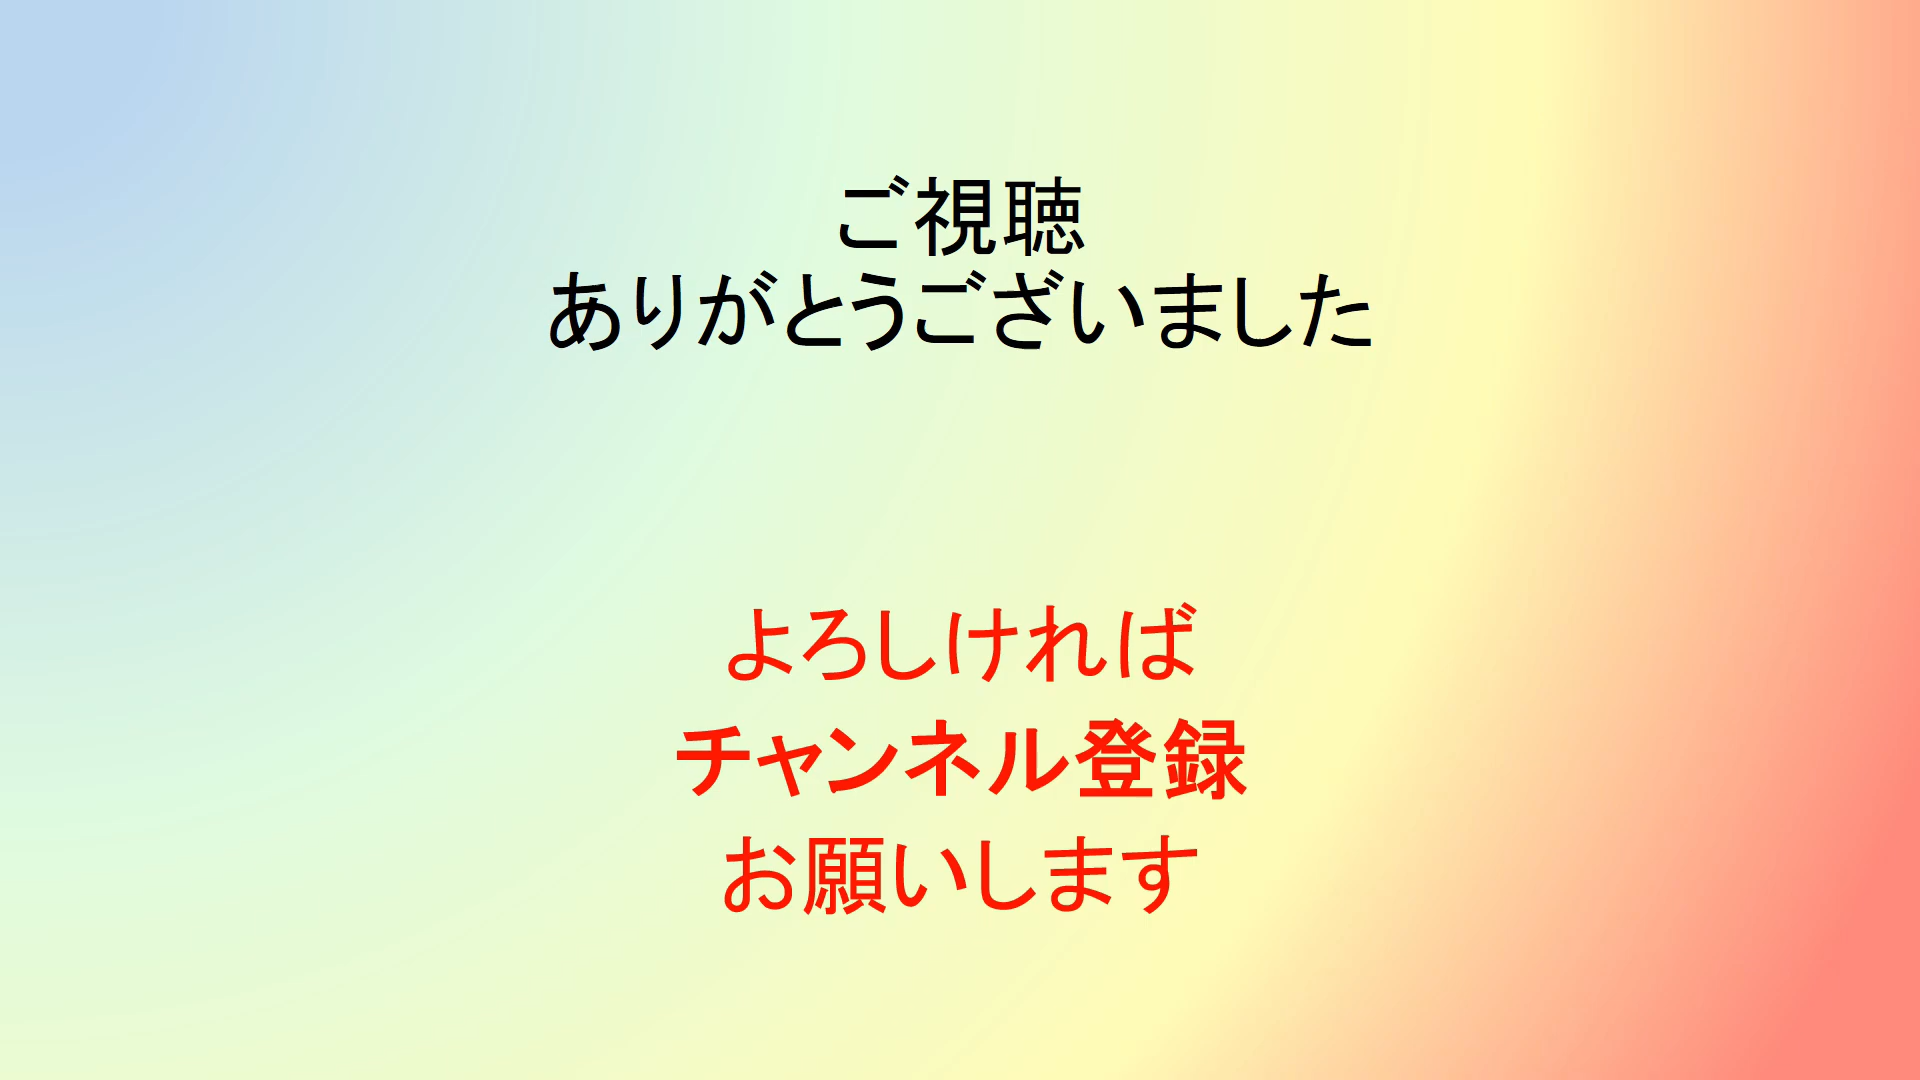 ご視聴
ありがとうございました
よろしければ
チャンネル登録
お願いします